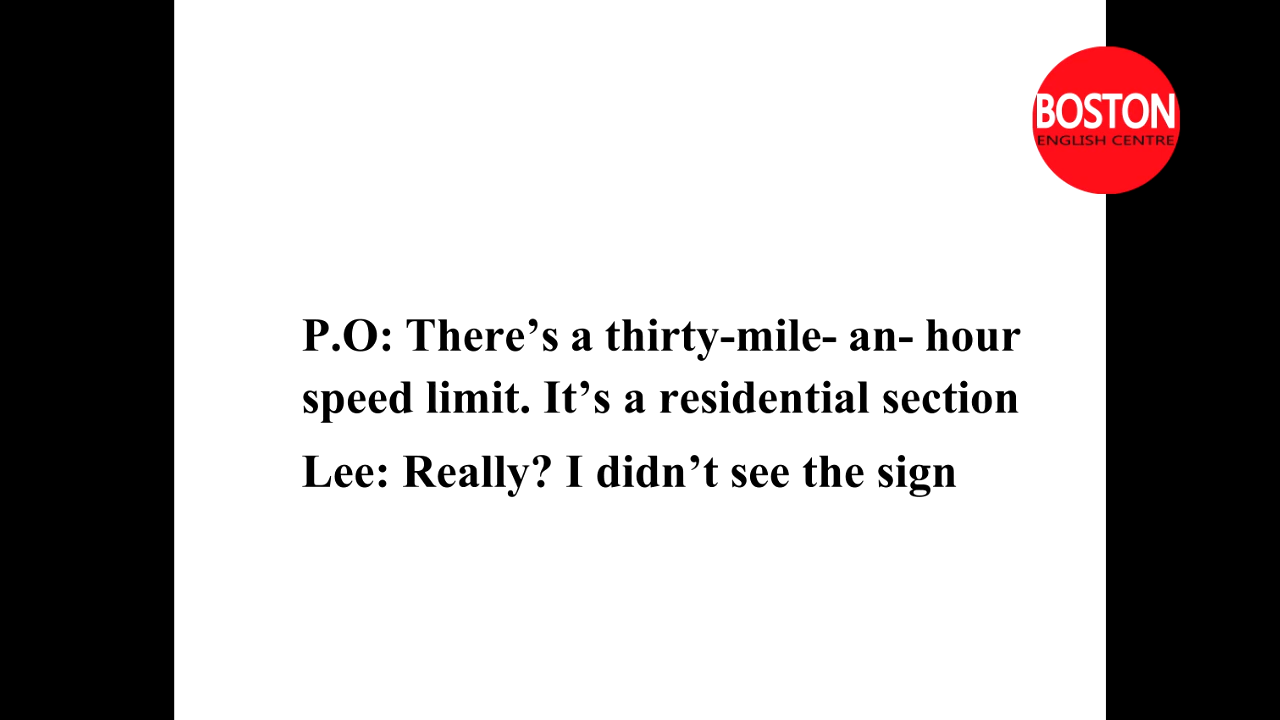 BOSTON
ENGLISH CENTRE
P.O: There’s a thirty-mile- an- hour
speed limit. It’s a residential section
Lee: Really? I didn’t see the sign